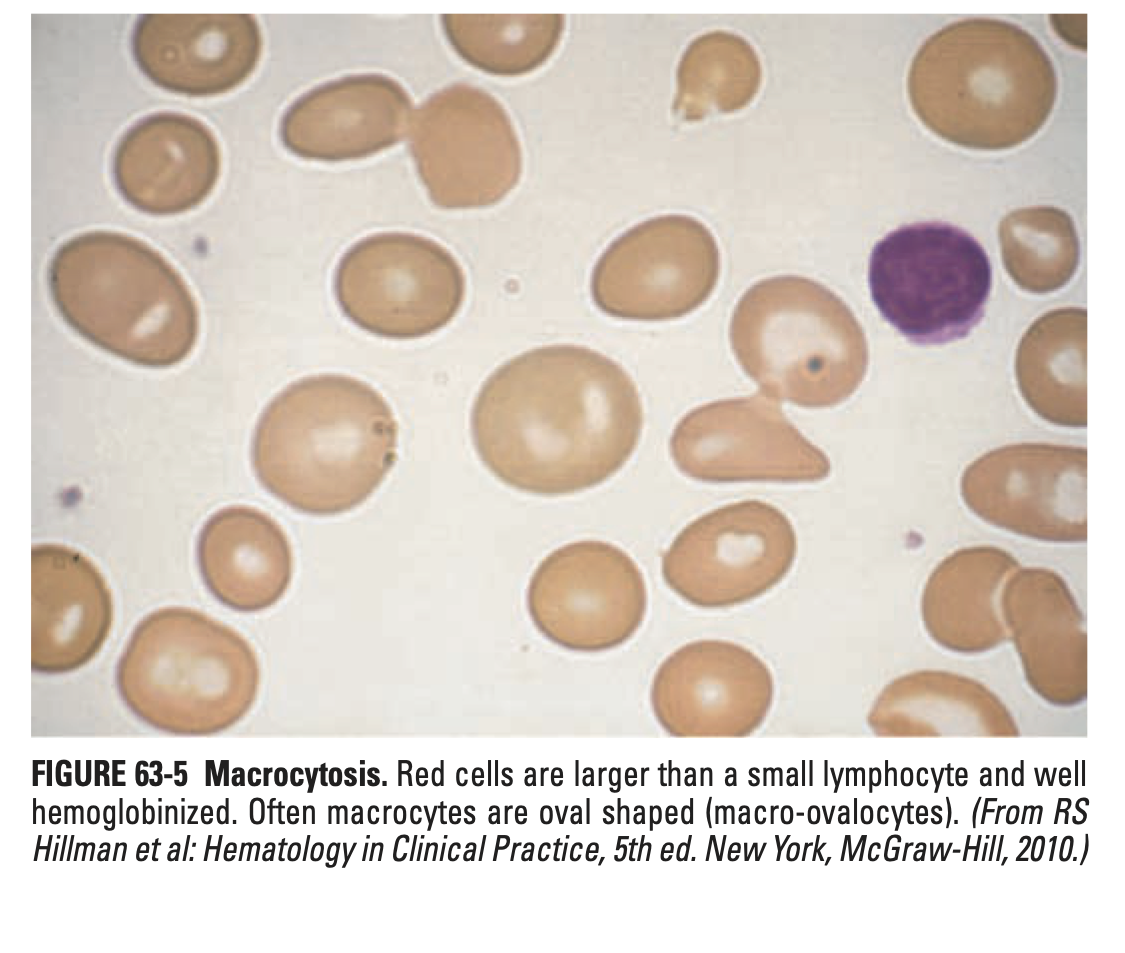 FIGURE 63-5 Macrocytosis. Red cells are larger than a small lymphocyte and well
hemoglobinized. Often macrocytes are oval shaped (macro-ovalocytes). (From RS
Hillman et al: Hematology in Clinical Practice, 5th ed. New York, McGraw-Hill, 2010.)